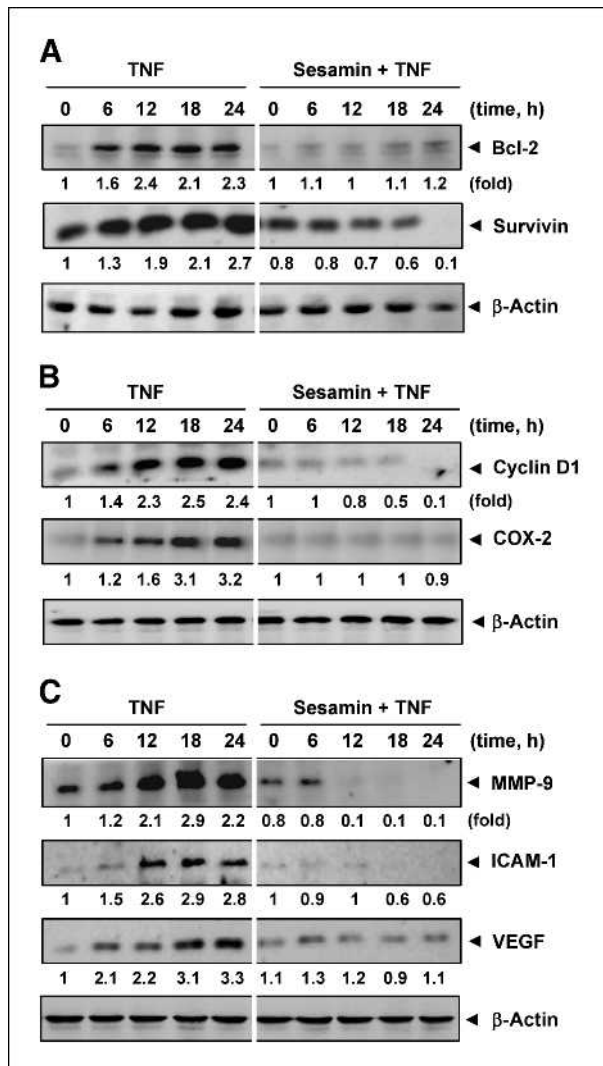 A
TNF Sesamin + TNF
0 6 12 18 24 0 6 12 18 24 (time, h)
Bcl-2
1 1.6 2.4 2.1 2.3 1 1.1 1 1.1 1.2 (fold)
Survivin
1 1.3 1.9 2.1 2.7 0.8 0.8 0.7 0.6 0.1
β-Actin
B
TNF Sesamin + TNF
0 6 12 18 24 0 6 12 18 24 (time, h)
Cyclin D1
1 1.4 2.3 2.5 2.4 1 1 0.8 0.5 0.1 (fold)
COX-2
1 1.2 1.6 3.1 3.2 1 1 1 1 0.9
β-Actin
C
TNF Sesamin + TNF
0 6 12 18 24 0 6 12 18 24 (time, h)
MMP-9
1 1.2 2.1 2.9 2.2 0.8 0.8 0.1 0.1 0.1 (fold)
ICAM-1
1 1.5 2.6 2.9 2.8 1 0.9 1 0.6 0.6
VEGF
1 2.1 2.2 3.1 3.3 1.1 1.3 1.2 0.9 1.1
β-Actin